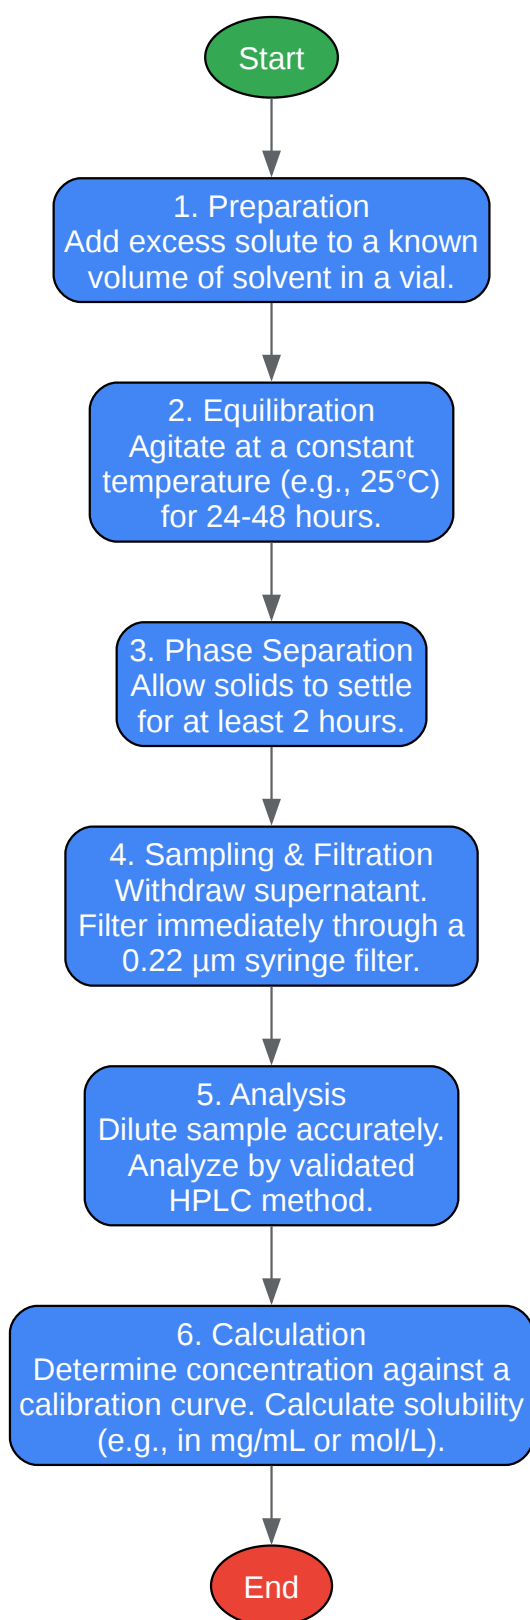 Start
1. Preparation
Add excess solute to a known
volume of solvent in a vial.
2. Equilibration
Agitate at a constant
temperature (e.g., 25°C)
for 24-48 hours.
3. Phase Separation
Allow solids to settle
for at least 2 hours.
4. Sampling & Filtration
Withdraw supernatant.
Filter immediately through a
0.22 µm syringe filter.
5. Analysis
Dilute sample accurately.
Analyze by validated
HPLC method.
6. Calculation
Determine concentration against a
calibration curve. Calculate solubility
(e.g., in mg/mL or mol/L).
End